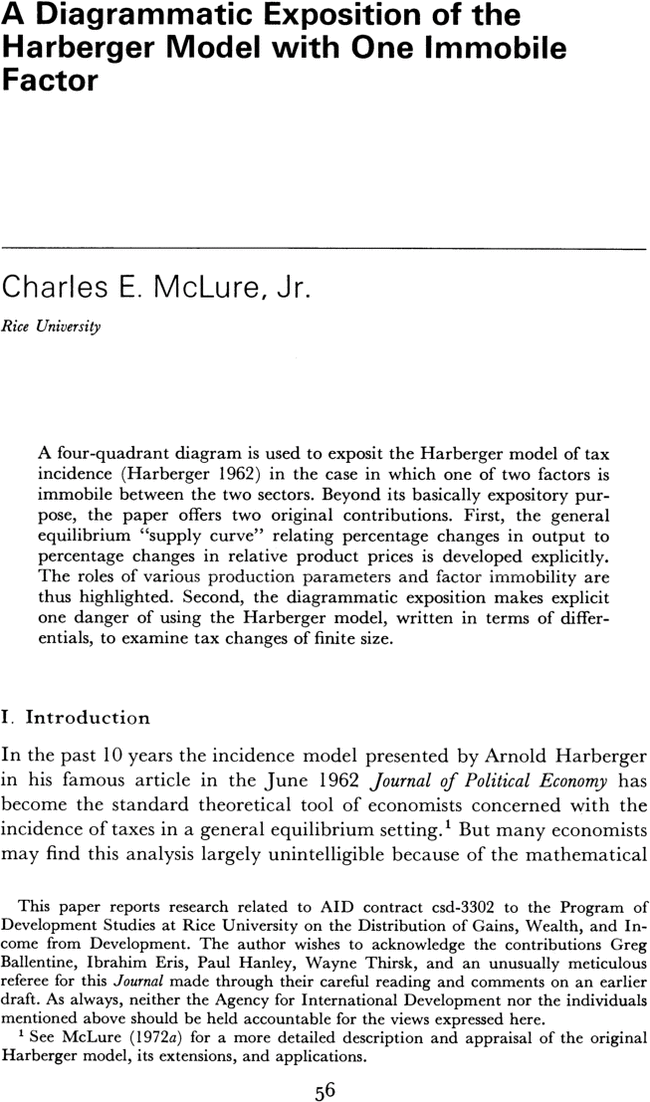 A Diagrammatic Exposition of the
Harberger Model with One Immobile
Factor
Charles E. McLure, Jr.
Rice University
A four-quadrant diagram is used to exposit the Harberger model of tax
incidence (Harberger 1962) in the case in which one of two factors is
immobile between the two sectors. Beyond its basically expository pur-
pose, the paper offers two original contributions. First, the general
equilibrium “supply curve” relating percentage changes in output to
percentage changes in relative product prices is developed explicitly.
The roles of various production parameters and factor immobility are
thus highlighted. Second, the diagrammatic exposition makes explicit
one danger of using the Harberger model, written in terms of differ-
entials, to examine tax changes of finite size.
I. Introduction
In the past 10 years the incidence model presented by Arnold Harberger
in his famous article in the June 1962 Journal of Political Economy has
become the standard theoretical tool of economists concerned with the
incidence of taxes in a general equilibrium setting.¹ But many economists
may find this analysis largely unintelligible because of the mathematical
This paper reports research related to AID contract csd-3302 to the Program of
Development Studies at Rice University on the Distribution of Gains, Wealth, and In-
come from Development. The author wishes to acknowledge the contributions Greg
Ballentine, Ibrahim Eris, Paul Hanley, Wayne Thirsk, and an unusually meticulous
referee for this Journal made through their careful reading and comments on an earlier
draft. As always, neither the Agency for International Development nor the individuals
mentioned above should be held accountable for the views expressed here.
¹ See McLure (1972a) for a more detailed description and appraisal of the original
Harberger model, its extensions, and applications.
56